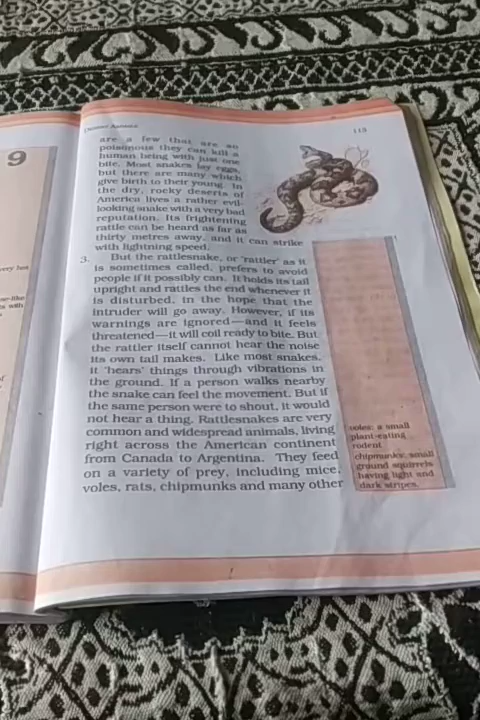 9
113
are a few that are so
poisonous they can kill a
human being with just one
bite. Most snakes lay eggs,
but there are many which
give birth to their young. In
the dry, rocky deserts of
America lives a rather evil-
looking snake with a very bad
reputation. Its frightening
rattle can be heard as far as
thirty metres away, and it can strike
with lightning speed.
3. But the rattlesnake, or 'rattler' as it
is sometimes called, prefers to avoid
people if it possibly can. It holds its tail
upright and rattles the end whenever it
is disturbed, in the hope that the
intruder will go away. However, if its
warnings are ignored—and it feels
threatened—it will coil ready to bite. But
the rattler itself cannot hear the noise
its own tail makes. Like most snakes,
it 'hears' things through vibrations in
the ground. If a person walks nearby
the snake can feel the movement. But if
the same person were to shout, it would
not hear a thing. Rattlesnakes are very
common and widespread animals, living
right across the American continent
from Canada to Argentina. They feed
on a variety of prey, including mice,
voles, rats, chipmunks and many other
voles: a small
plant-eating
rodent
chipmunks: small
ground squirrels
having light and
dark stripes.